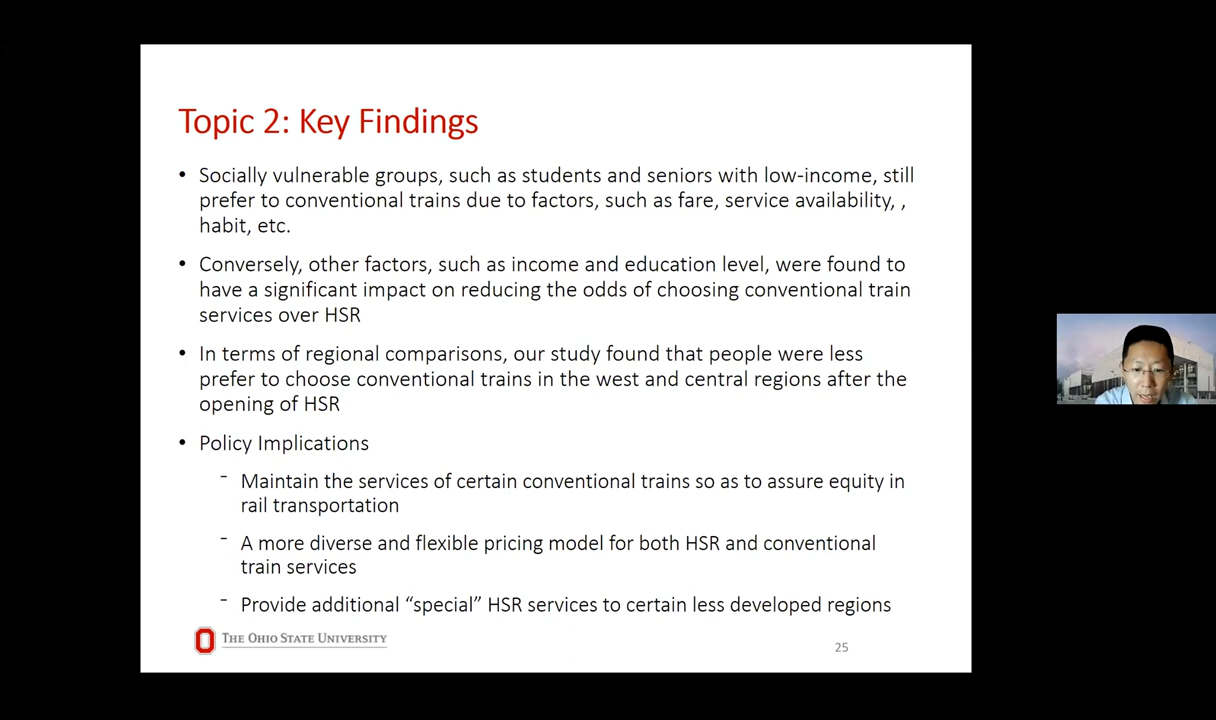 Topic 2: Key Findings
• Socially vulnerable groups, such as students and seniors with low-income, still
prefer to conventional trains due to factors, such as fare, service availability, ,
habit, etc.
• Conversely, other factors, such as income and education level, were found to
have a significant impact on reducing the odds of choosing conventional train
services over HSR
• In terms of regional comparisons, our study found that people were less
prefer to choose conventional trains in the west and central regions after the
opening of HSR
• Policy Implications
- Maintain the services of certain conventional trains so as to assure equity in
rail transportation
- A more diverse and flexible pricing model for both HSR and conventional
train services
- Provide additional “special” HSR services to certain less developed regions
THE OHIO STATE UNIVERSITY
25